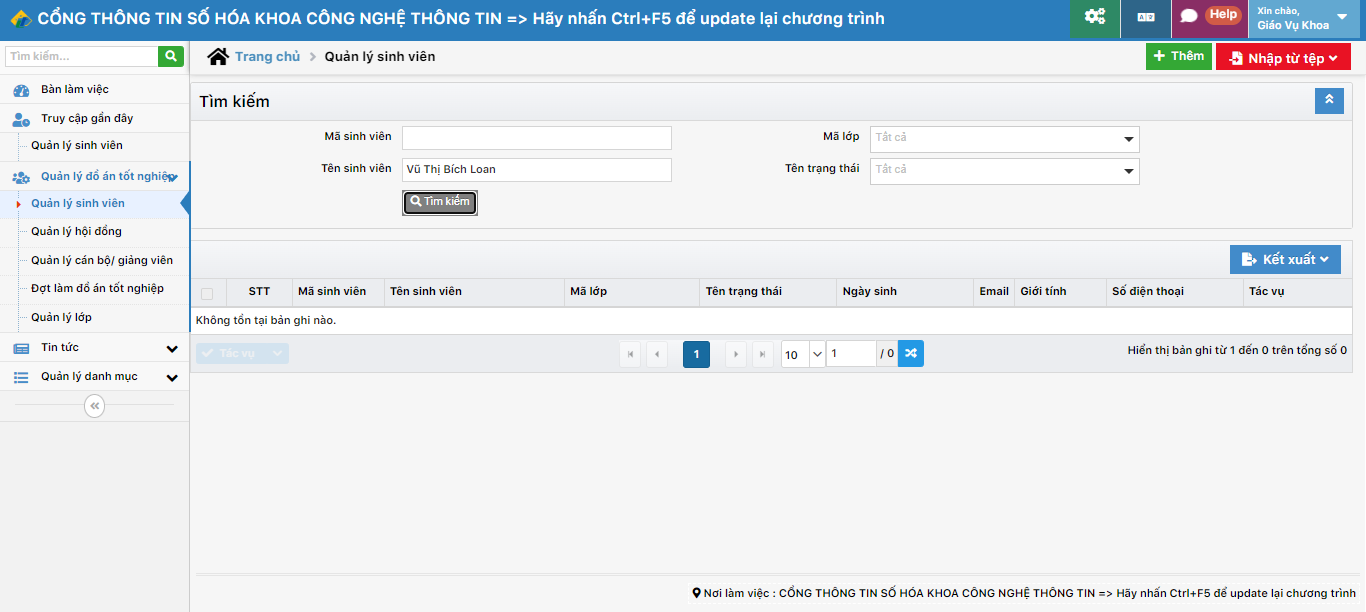 CỔNG THÔNG TIN SỐ HÓA KHOA CÔNG NGHỆ THÔNG TIN => Hãy nhấn Ctrl+F5 để update lại chương trình
Help
Xin chào,
Giáo Vụ Khoa
Tìm kiếm...
Trang chủ > Quản lý sinh viên
Thêm
Nhập từ tệp
Bàn làm việc
Truy cập gần đây
Quản lý sinh viên
Quản lý đồ án tốt nghiệp
Quản lý sinh viên
Quản lý hội đồng
Quản lý cán bộ/ giảng viên
Đợt làm đồ án tốt nghiệp
Quản lý lớp
Tin tức
Quản lý danh mục
Tìm kiếm
Mã sinh viên
Mã lớp
Tất cả
Tên sinh viên
Vũ Thị Bích Loan
Tên trạng thái
Tất cả
Tìm kiếm
Kết xuất
STT Mã sinh viên Tên sinh viên Mã lớp Tên trạng thái Ngày sinh Email Giới tính Số điện thoại Tác vụ
Không tồn tại bản ghi nào.
Tác vụ
1
10
1
/ 0
Hiển thị bản ghi từ 1 đến 0 trên tổng số 0
Nơi làm việc : CỔNG THÔNG TIN SỐ HÓA KHOA CÔNG NGHỆ THÔNG TIN => Hãy nhấn Ctrl+F5 để update lại chương trình